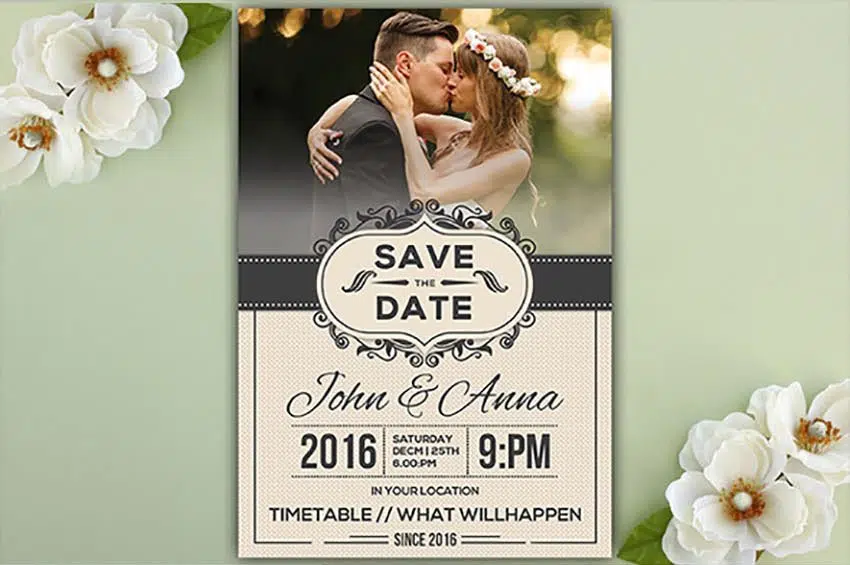 SAVE
THE
DATE
John & Anna
2016
SATURDAY
DECM | 25TH
6.00:PM
9:PM
IN YOUR LOCATION
TIMETABLE // WHAT WILLHAPPEN
SINCE 2016